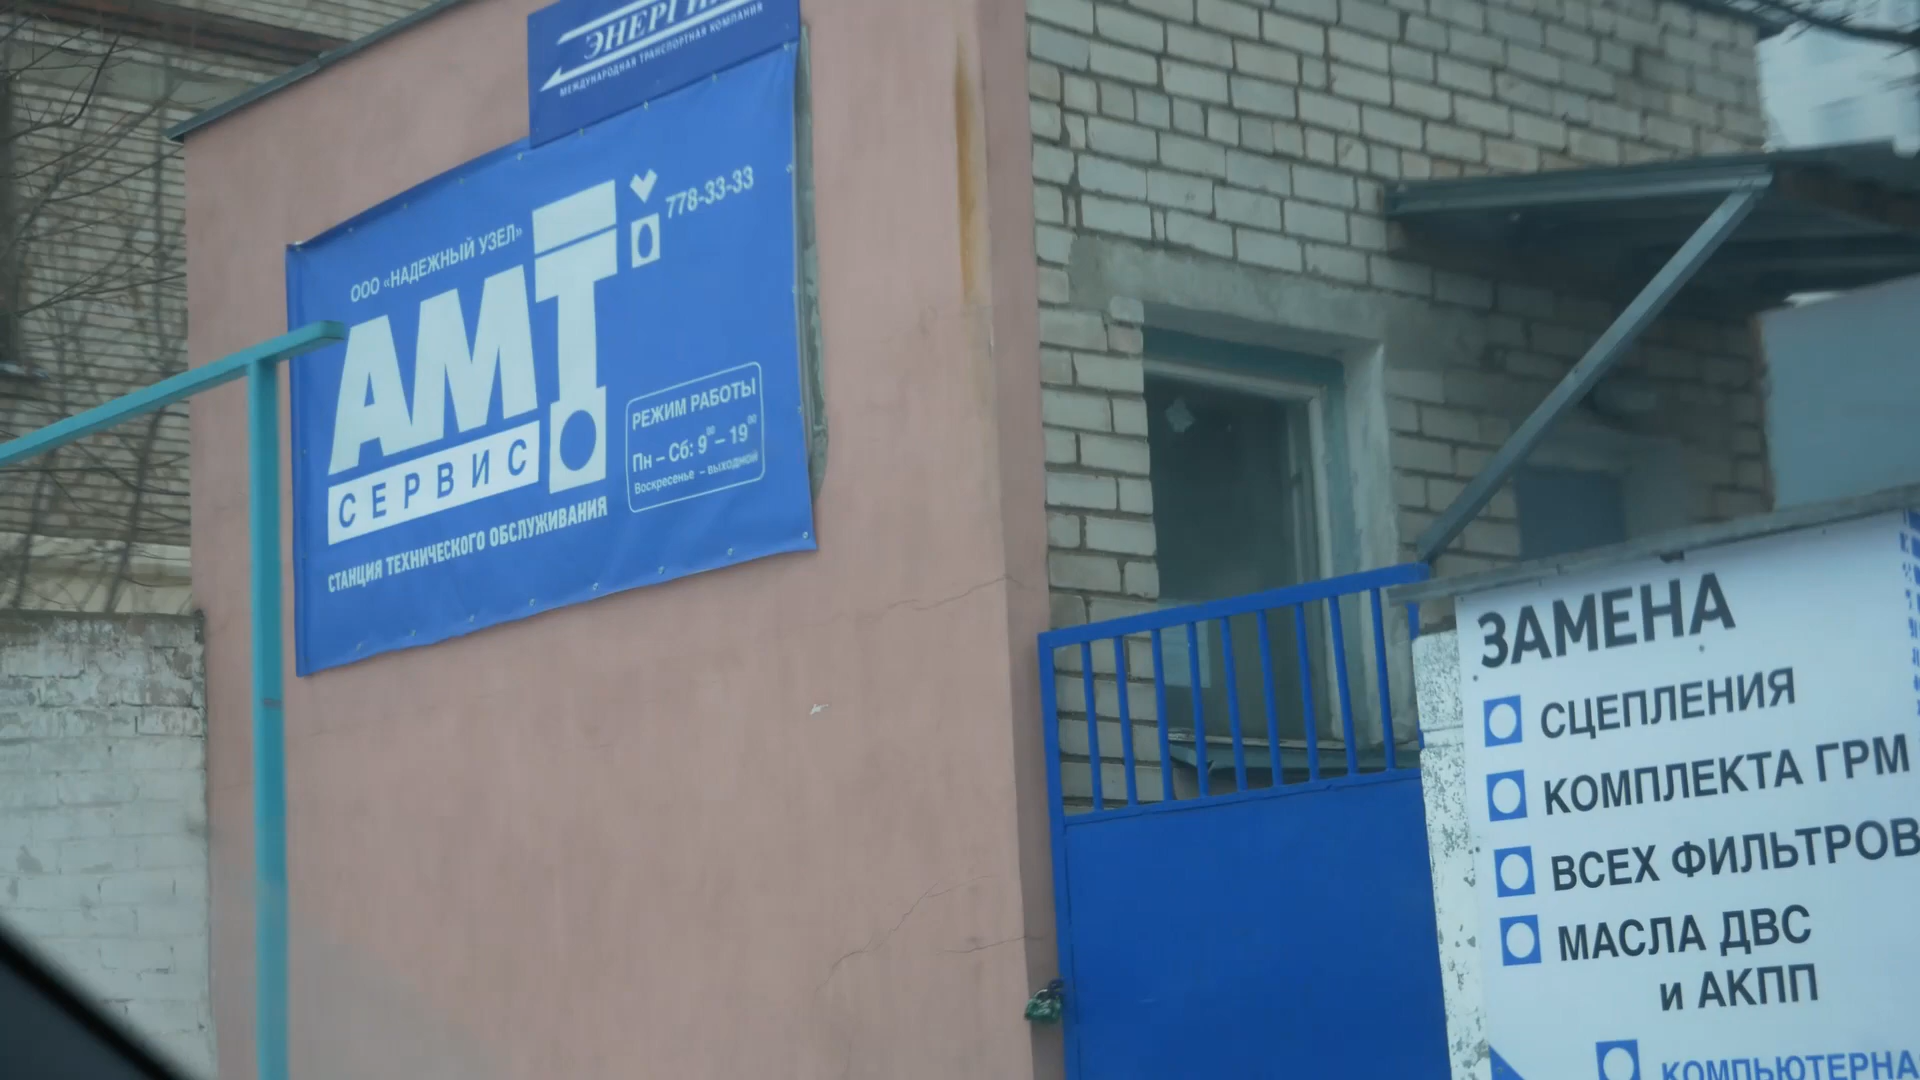 ЭНЕРГИЯ
МЕЖДУНАРОДНАЯ ТРАНСПОРТНАЯ КОМПАНИЯ
ООО «НАДЕЖНЫЙ УЗЕЛ»
778-33-33
АМТ
СЕРВИС
СТАНЦИЯ ТЕХНИЧЕСКОГО ОБСЛУЖИВАНИЯ
РЕЖИМ РАБОТЫ
Пн – Сб: 9⁰⁰ – 19⁰⁰
Воскресенье – выходной
ЗАМЕНА
СЦЕПЛЕНИЯ
КОМПЛЕКТА ГРМ
ВСЕХ ФИЛЬТРОВ
МАСЛА ДВС
и АКПП
КОМПЬЮТЕРНА